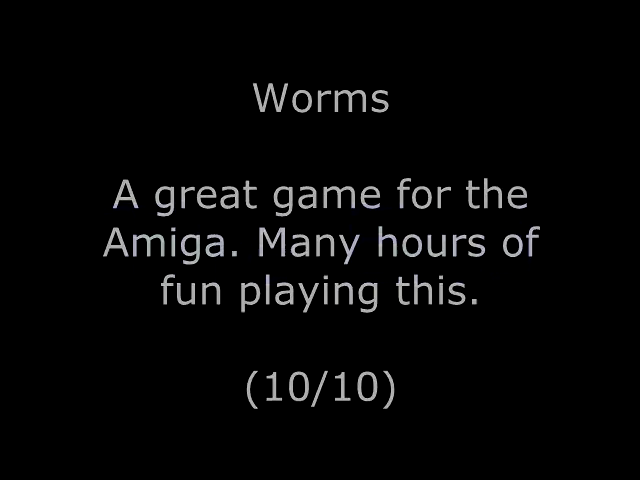 Worms
A great game for the
Amiga. Many hours of
fun playing this.
(10/10)